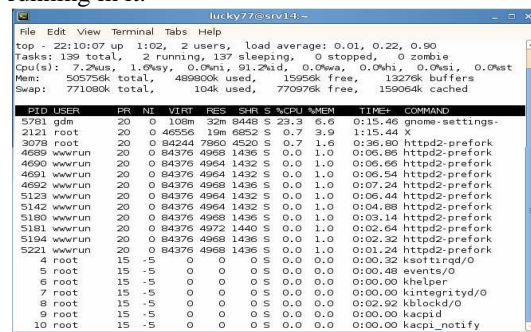 running in it.
lucky77@srv14:~
File Edit View Terminal Tabs Help
top - 22:10:07 up 1:02, 2 users, load average: 0.01, 0.22, 0.90
Tasks: 139 total, 2 running, 137 sleeping, 0 stopped, 0 zombie
Cpu(s): 7.2%us, 1.6%sy, 0.0%ni, 91.2%id, 0.0%wa, 0.0%hi, 0.0%si, 0.0%st
Mem: 505756k total, 489800k used, 15956k free, 13276k buffers
Swap: 771080k total, 104k used, 770976k free, 159064k cached
PID USER PR NI VIRT RES SHR S %CPU %MEM TIME+ COMMAND
5781 gdm 20 0 108m 32m 8448 S 23.3 6.6 0:15.46 gnome-settings-
2121 root 20 0 46556 19m 6852 S 0.7 3.9 1:15.44 X
3078 root 20 0 84244 7860 4520 S 0.7 1.6 0:36.80 httpd2-prefork
4689 wwwrun 20 0 84376 4968 1436 S 0.0 1.0 0:06.86 httpd2-prefork
4690 wwwrun 20 0 84376 4964 1432 S 0.0 1.0 0:06.66 httpd2-prefork
4691 wwwrun 20 0 84376 4964 1432 S 0.0 1.0 0:06.54 httpd2-prefork
4692 wwwrun 20 0 84376 4968 1436 S 0.0 1.0 0:07.24 httpd2-prefork
5123 wwwrun 20 0 84376 4964 1432 S 0.0 1.0 0:06.44 httpd2-prefork
5142 wwwrun 20 0 84376 4964 1432 S 0.0 1.0 0:04.88 httpd2-prefork
5180 wwwrun 20 0 84376 4968 1436 S 0.0 1.0 0:03.14 httpd2-prefork
5181 wwwrun 20 0 84376 4972 1440 S 0.0 1.0 0:02.64 httpd2-prefork
5194 wwwrun 20 0 84376 4968 1436 S 0.0 1.0 0:02.32 httpd2-prefork
5221 wwwrun 20 0 84376 4968 1436 S 0.0 1.0 0:01.24 httpd2-prefork
4 root 15 -5 0 0 0 S 0.0 0.0 0:00.32 ksoftirqd/0
5 root 15 -5 0 0 0 S 0.0 0.0 0:00.48 events/0
6 root 15 -5 0 0 0 S 0.0 0.0 0:00.00 khelper
7 root 15 -5 0 0 0 S 0.0 0.0 0:00.00 kintegrityd/0
8 root 15 -5 0 0 0 S 0.0 0.0 0:02.92 kblockd/0
9 root 15 -5 0 0 0 S 0.0 0.0 0:00.00 kacpid
10 root 15 -5 0 0 0 S 0.0 0.0 0:00.00 kacpi_notify